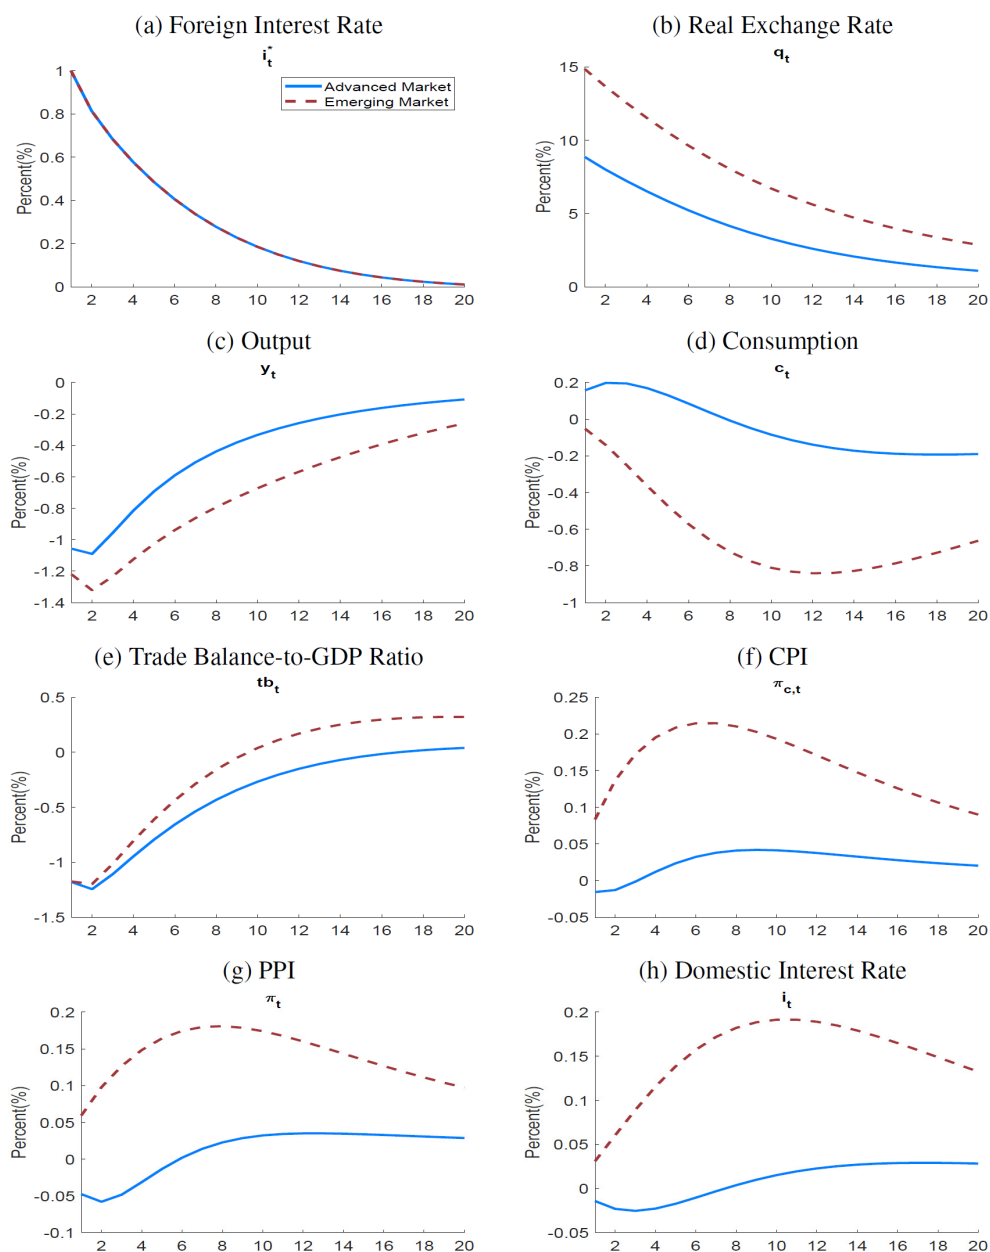 (a) Foreign Interest Rate
i*t
Percent(%)
1
0.8
0.6
0.4
0.2
0
2 4 6 8 10 12 14 16 18 20
Advanced Market
Emerging Market
(b) Real Exchange Rate
qt
Percent(%)
15
10
5
0
2 4 6 8 10 12 14 16 18 20
(c) Output
yt
Percent(%)
0
-0.2
-0.4
-0.6
-0.8
-1
-1.2
-1.4
2 4 6 8 10 12 14 16 18 20
(d) Consumption
ct
Percent(%)
0.2
0
-0.2
-0.4
-0.6
-0.8
-1
2 4 6 8 10 12 14 16 18 20
(e) Trade Balance-to-GDP Ratio
tbt
Percent(%)
0.5
0
-0.5
-1
-1.5
2 4 6 8 10 12 14 16 18 20
(f) CPI
πc,t
Percent(%)
0.25
0.2
0.15
0.1
0.05
0
-0.05
2 4 6 8 10 12 14 16 18 20
(g) PPI
πt
Percent(%)
0.2
0.15
0.1
0.05
0
-0.05
-0.1
2 4 6 8 10 12 14 16 18 20
(h) Domestic Interest Rate
it
Percent(%)
0.2
0.15
0.1
0.05
0
-0.05
2 4 6 8 10 12 14 16 18 20